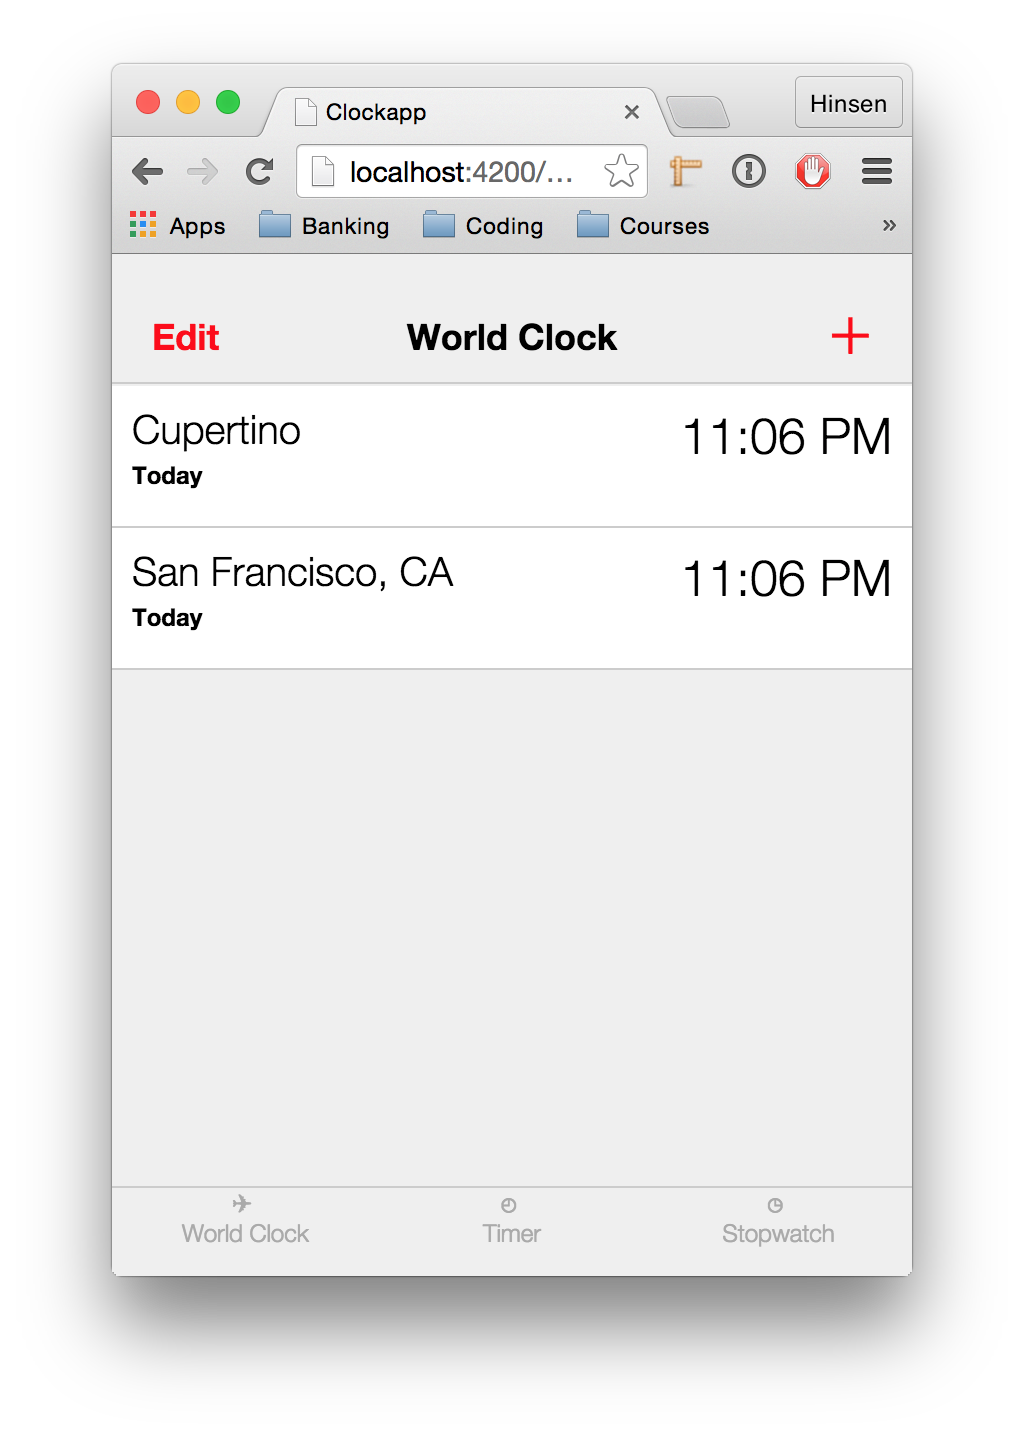 Clockapp
Hinsen
localhost:4200/...
Apps Banking Coding Courses »
Edit World Clock +
Cupertino 11:06 PM
Today
San Francisco, CA 11:06 PM
Today
World Clock Timer Stopwatch